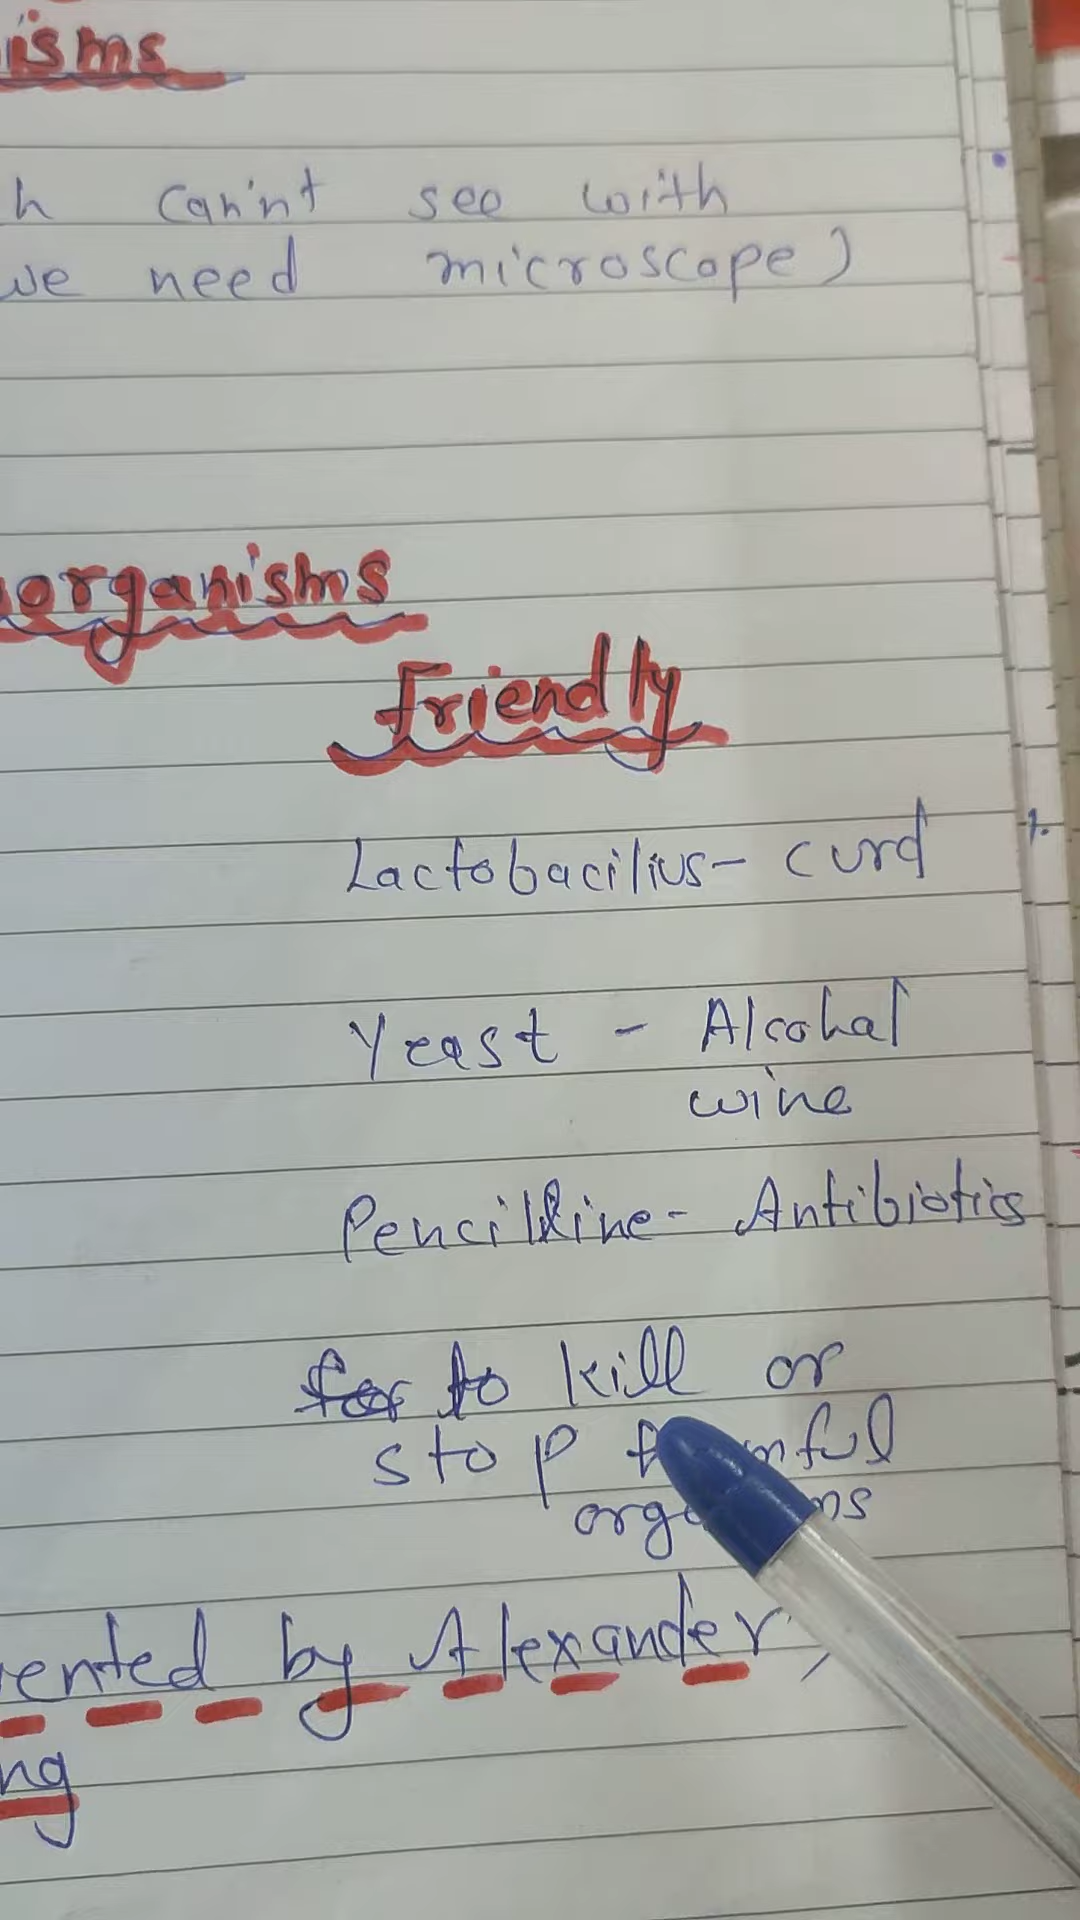 isms
h can'nt see with
we need microscope)
organisms
Friendly
Lactobacilius - curd
Yeast - Alcohal
wine
Pencilline - Antibiotics
to kill or
stop
ented by Alexander,
ng